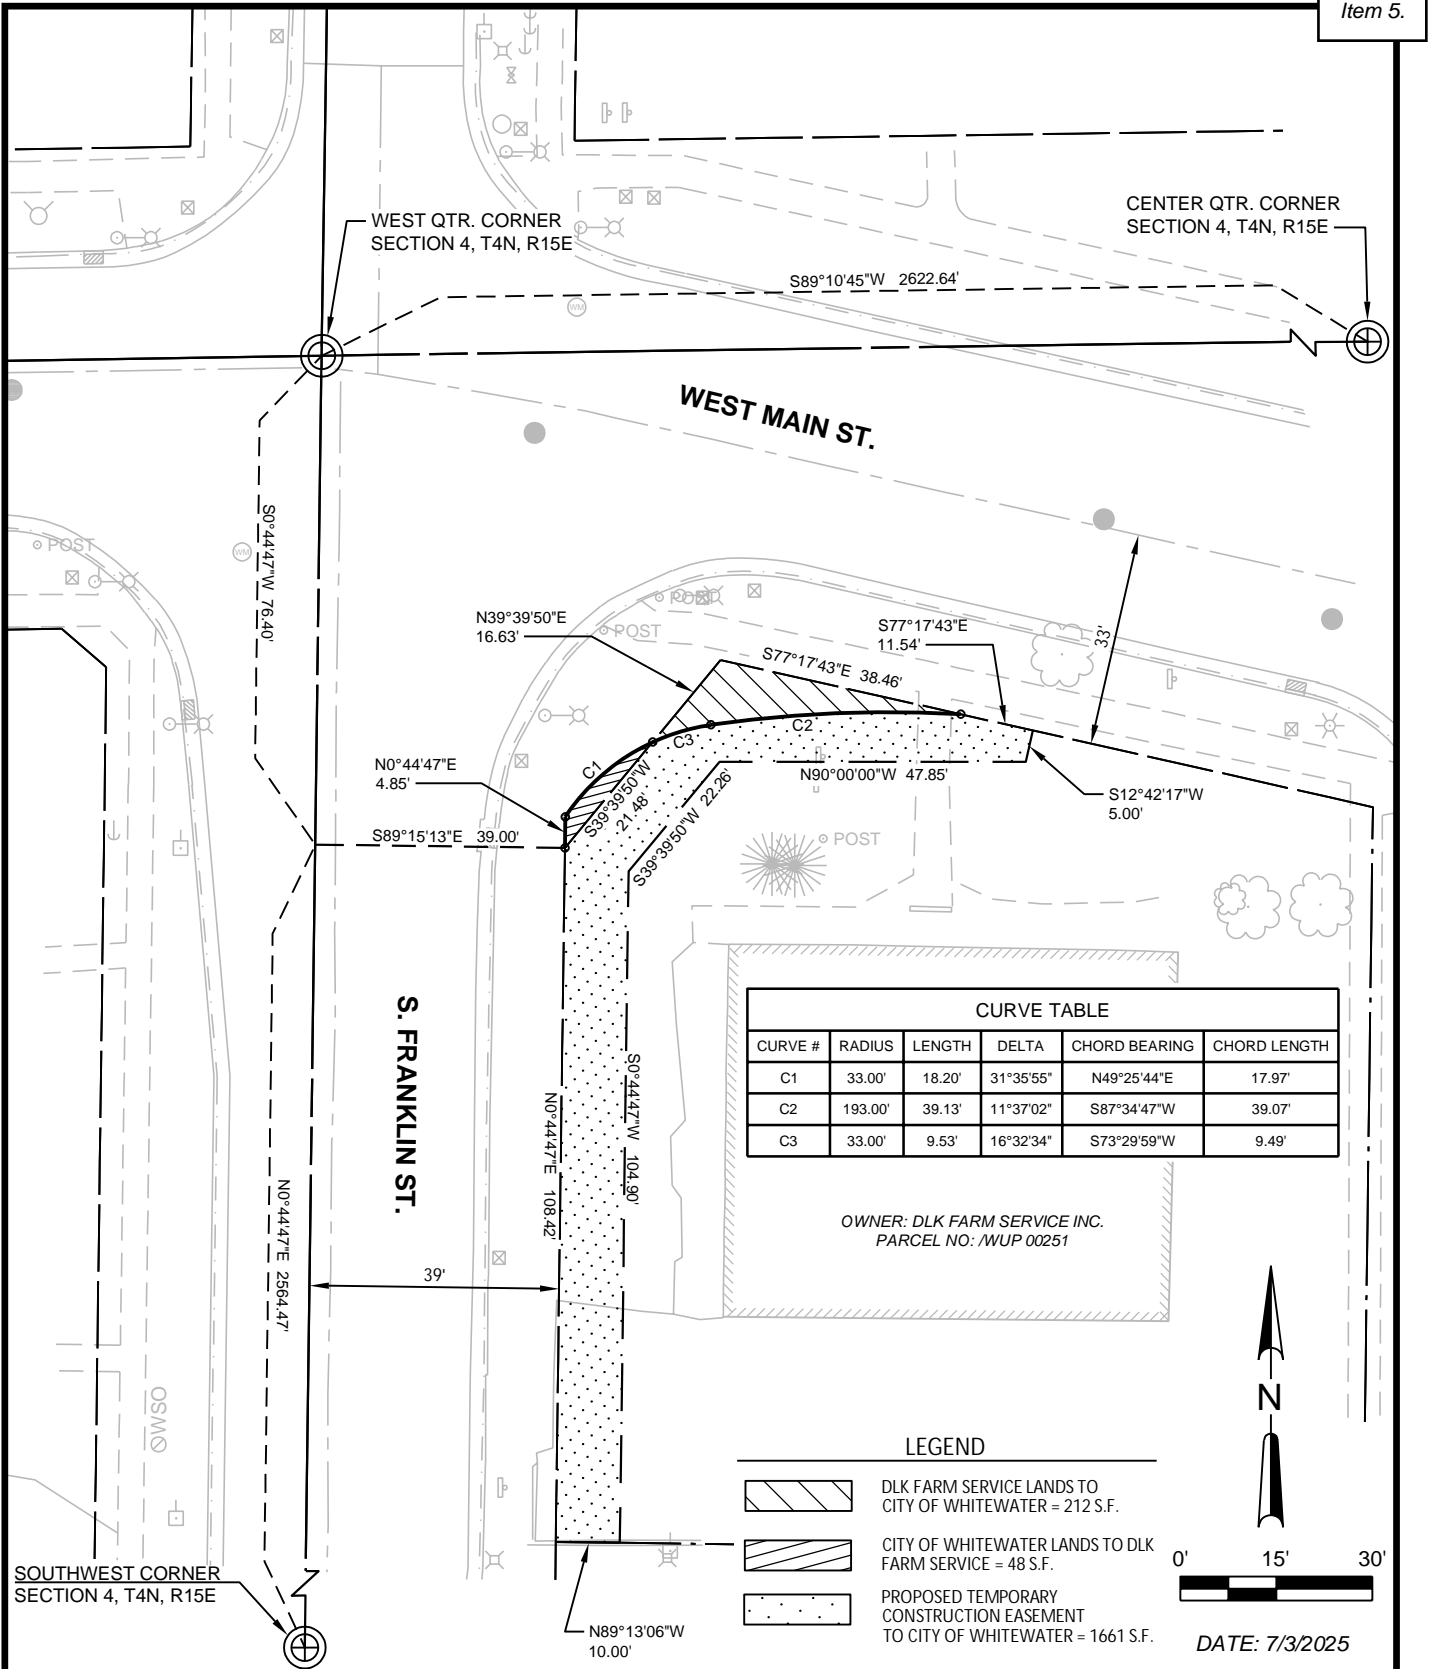 Item 5.
WEST QTR. CORNER
SECTION 4, T4N, R15E
CENTER QTR. CORNER
SECTION 4, T4N, R15E
S89°10'45"W 2622.64'
WM
WEST MAIN ST.
S0°44'47"W 76.40'
POST
WM
POST
POST
N39°39'50"E
16.63'
S77°17'43"E
11.54'
33'
S77°17'43"E 38.46'
C2
C3
C1
N0°44'47"E
4.85'
S39°39'50"W
21.48'
S39°39'50"W 22.26'
N90°00'00"W 47.85'
S12°42'17"W
5.00'
S89°15'13"E 39.00'
POST
S. FRANKLIN ST.
N0°44'47"E 108.42'
S0°44'47"W 104.90'
CURVE TABLE
CURVE # RADIUS LENGTH DELTA CHORD BEARING CHORD LENGTH
C1 33.00' 18.20' 31°35'55" N49°25'44"E 17.97'
C2 193.00' 39.13' 11°37'02" S87°34'47"W 39.07'
C3 33.00' 9.53' 16°32'34" S73°29'59"W 9.49'
OWNER: DLK FARM SERVICE INC.
PARCEL NO: /WUP 00251
N0°44'47"E 2564.47'
39'
WSO
N
LEGEND
DLK FARM SERVICE LANDS TO
CITY OF WHITEWATER = 212 S.F.
CITY OF WHITEWATER LANDS TO DLK
FARM SERVICE = 48 S.F.
PROPOSED TEMPORARY
CONSTRUCTION EASEMENT
TO CITY OF WHITEWATER = 1661 S.F.
0' 15' 30'
DATE: 7/3/2025
SOUTHWEST CORNER
SECTION 4, T4N, R15E
N89°13'06"W
10.00'